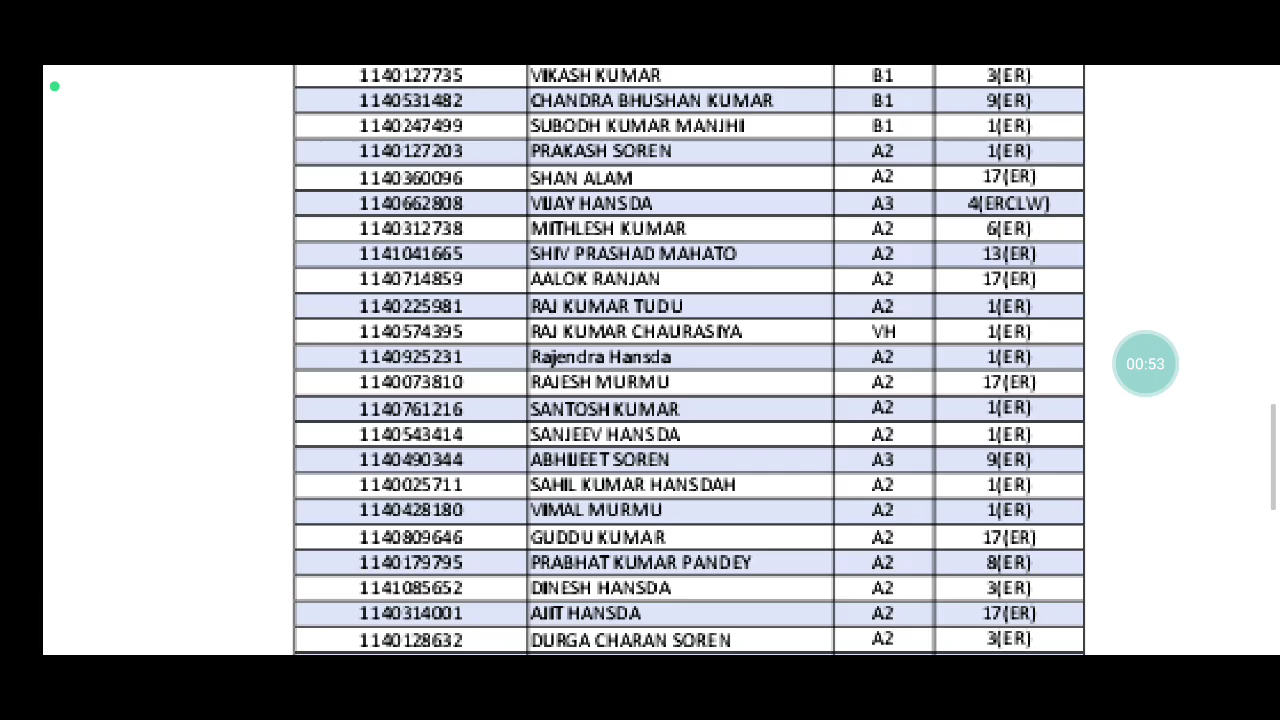 1140127735 VIKASH KUMAR B1 3(ER)
1140531482 CHANDRA BHUSHAN KUMAR B1 9(ER)
1140247499 SUBODH KUMAR MANJHI B1 1(ER)
1140127203 PRAKASH SOREN A2 1(ER)
1140360096 SHAN ALAM A2 17(ER)
1140662808 VIJAY HANSDA A3 4(ERCLW)
1140312738 MITHLESH KUMAR A2 6(ER)
1141041665 SHIV PRASHAD MAHATO A2 13(ER)
1140714859 AALOK RANJAN A2 17(ER)
1140225981 RAJ KUMAR TUDU A2 1(ER)
1140574395 RAJ KUMAR CHAURASIYA VH 1(ER)
1140925231 Rajendra Hansda A2 1(ER)
1140073810 RAJESH MURMU A2 17(ER)
1140761216 SANTOSH KUMAR A2 1(ER)
1140543414 SANJEEV HANSDA A2 1(ER)
1140490344 ABHIJEET SOREN A3 9(ER)
1140025711 SAHIL KUMAR HANSDAH A2 1(ER)
1140428180 VIMAL MURMU A2 1(ER)
1140809646 GUDDU KUMAR A2 17(ER)
1140179795 PRABHAT KUMAR PANDEY A2 8(ER)
1141085652 DINESH HANSDA A2 3(ER)
1140314001 AJIT HANSDA A2 17(ER)
1140128632 DURGA CHARAN SOREN A2 3(ER)
00:53